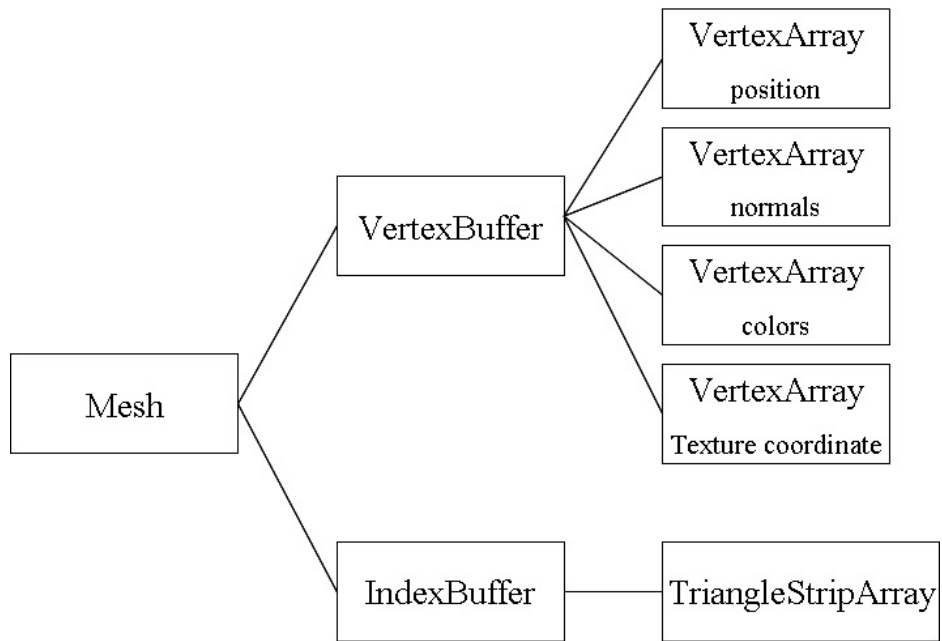 VertexArray
position
VertexArray
normals
VertexBuffer
VertexArray
colors
Mesh
VertexArray
Texture coordinate
IndexBuffer
TriangleStripArray